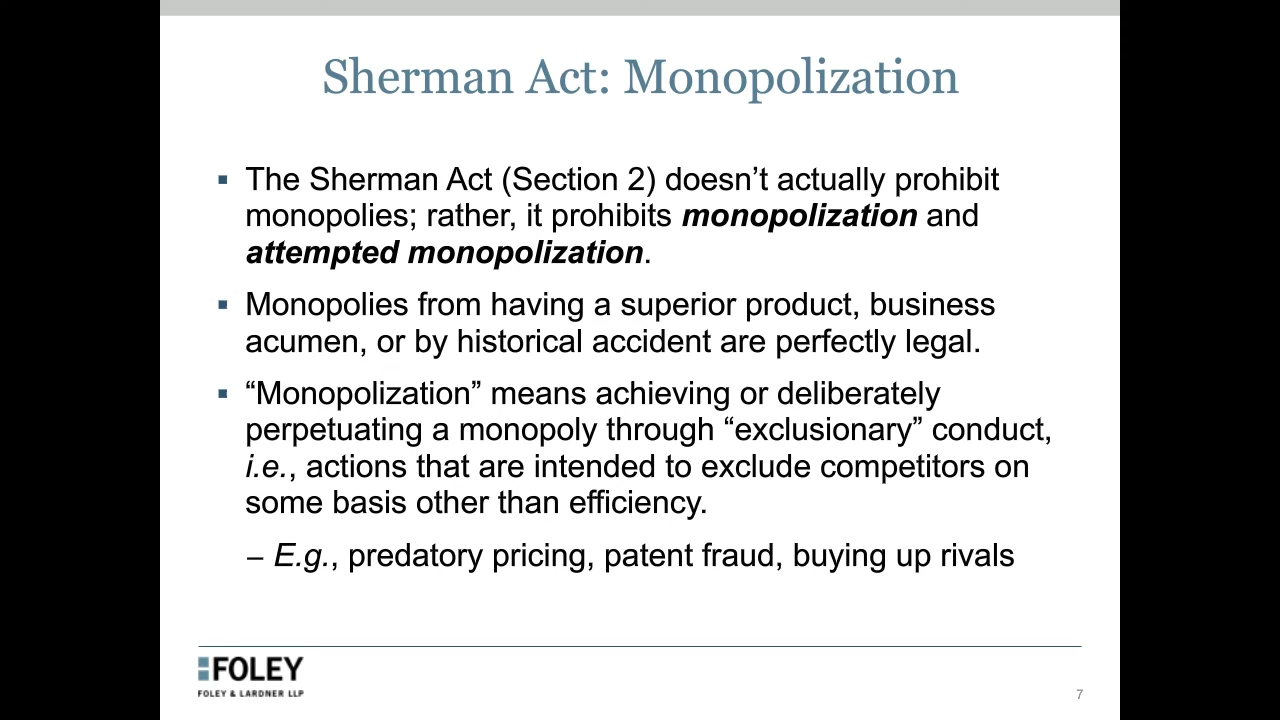 Sherman Act: Monopolization
▪ The Sherman Act (Section 2) doesn’t actually prohibit
monopolies; rather, it prohibits monopolization and
attempted monopolization.
▪ Monopolies from having a superior product, business
acumen, or by historical accident are perfectly legal.
▪ “Monopolization” means achieving or deliberately
perpetuating a monopoly through “exclusionary” conduct,
i.e., actions that are intended to exclude competitors on
some basis other than efficiency.
– E.g., predatory pricing, patent fraud, buying up rivals
FOLEY
FOLEY & LARDNER LLP
7